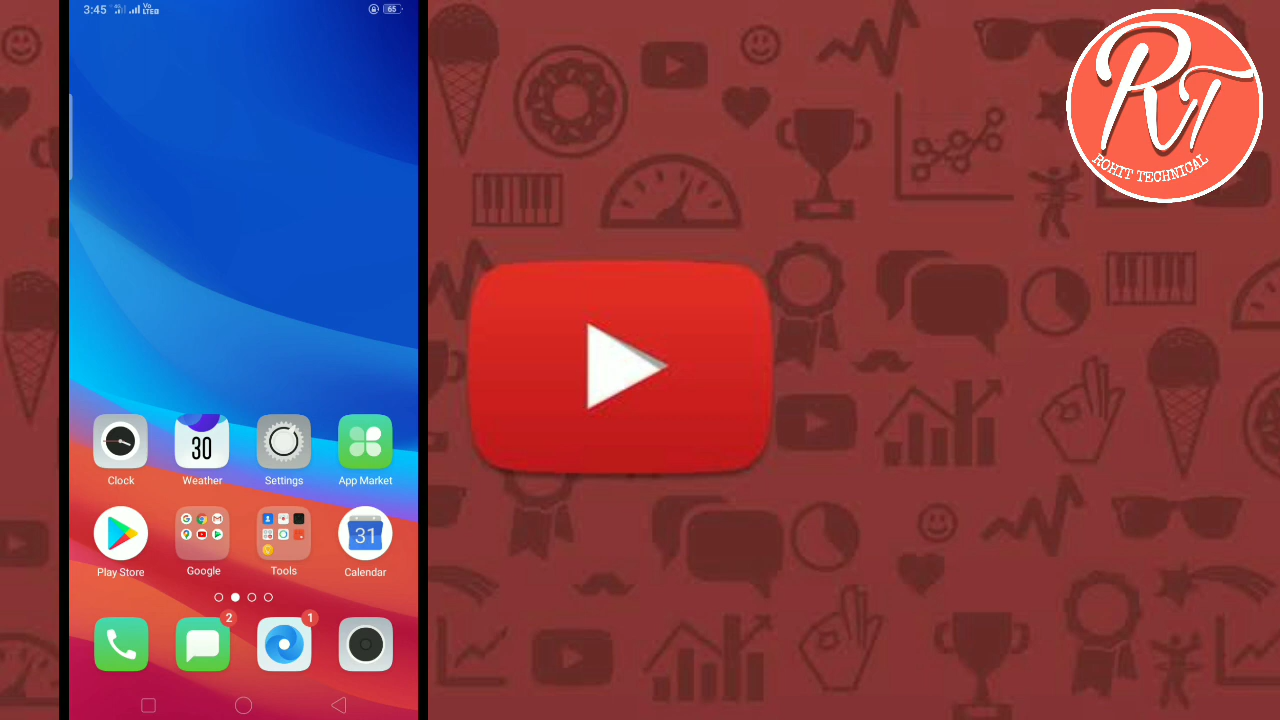 3:45 4G Vo LTE 65
RT
ROHIT TECHNICAL
30
Clock Weather Settings App Market
31
Play Store Google Tools Calendar
2 1